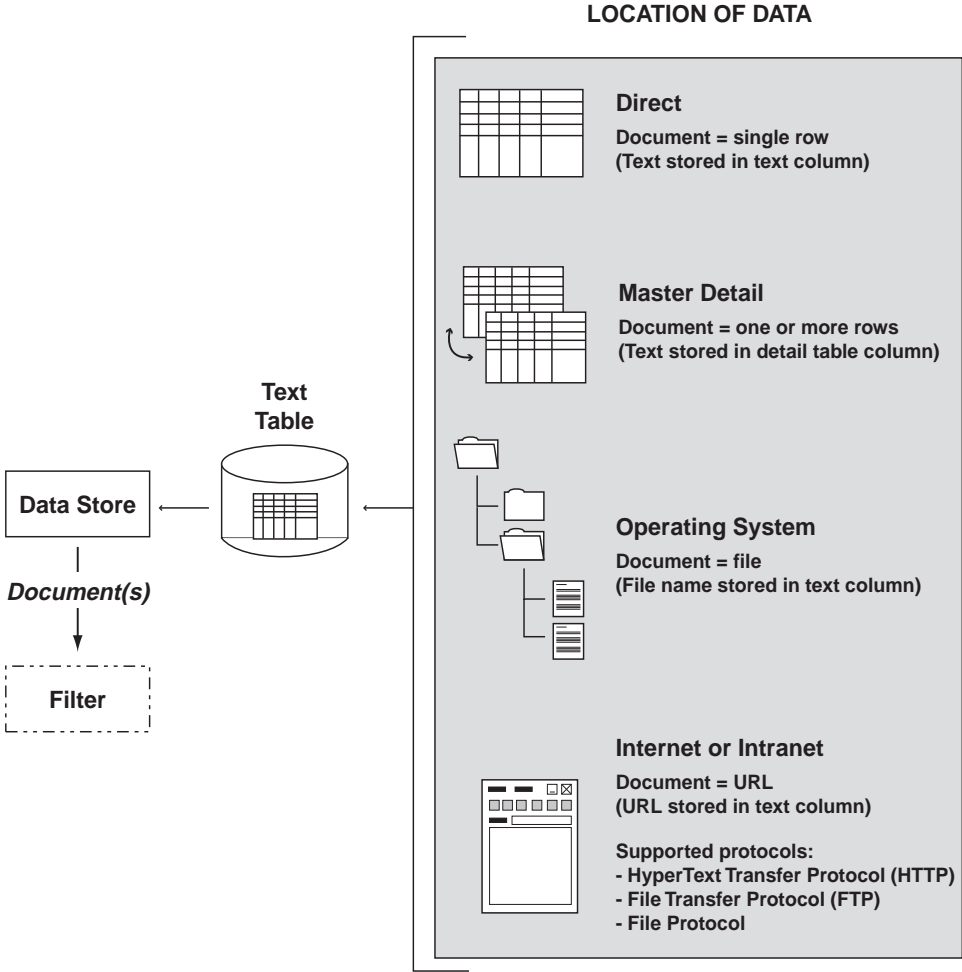 LOCATION OF DATA
Direct
Document = single row
(Text stored in text column)
Master Detail
Document = one or more rows
(Text stored in detail table column)
Text
Table
Data Store
Document(s)
Filter
Operating System
Document = file
(File name stored in text column)
Internet or Intranet
Document = URL
(URL stored in text column)
Supported protocols:
- HyperText Transfer Protocol (HTTP)
- File Transfer Protocol (FTP)
- File Protocol